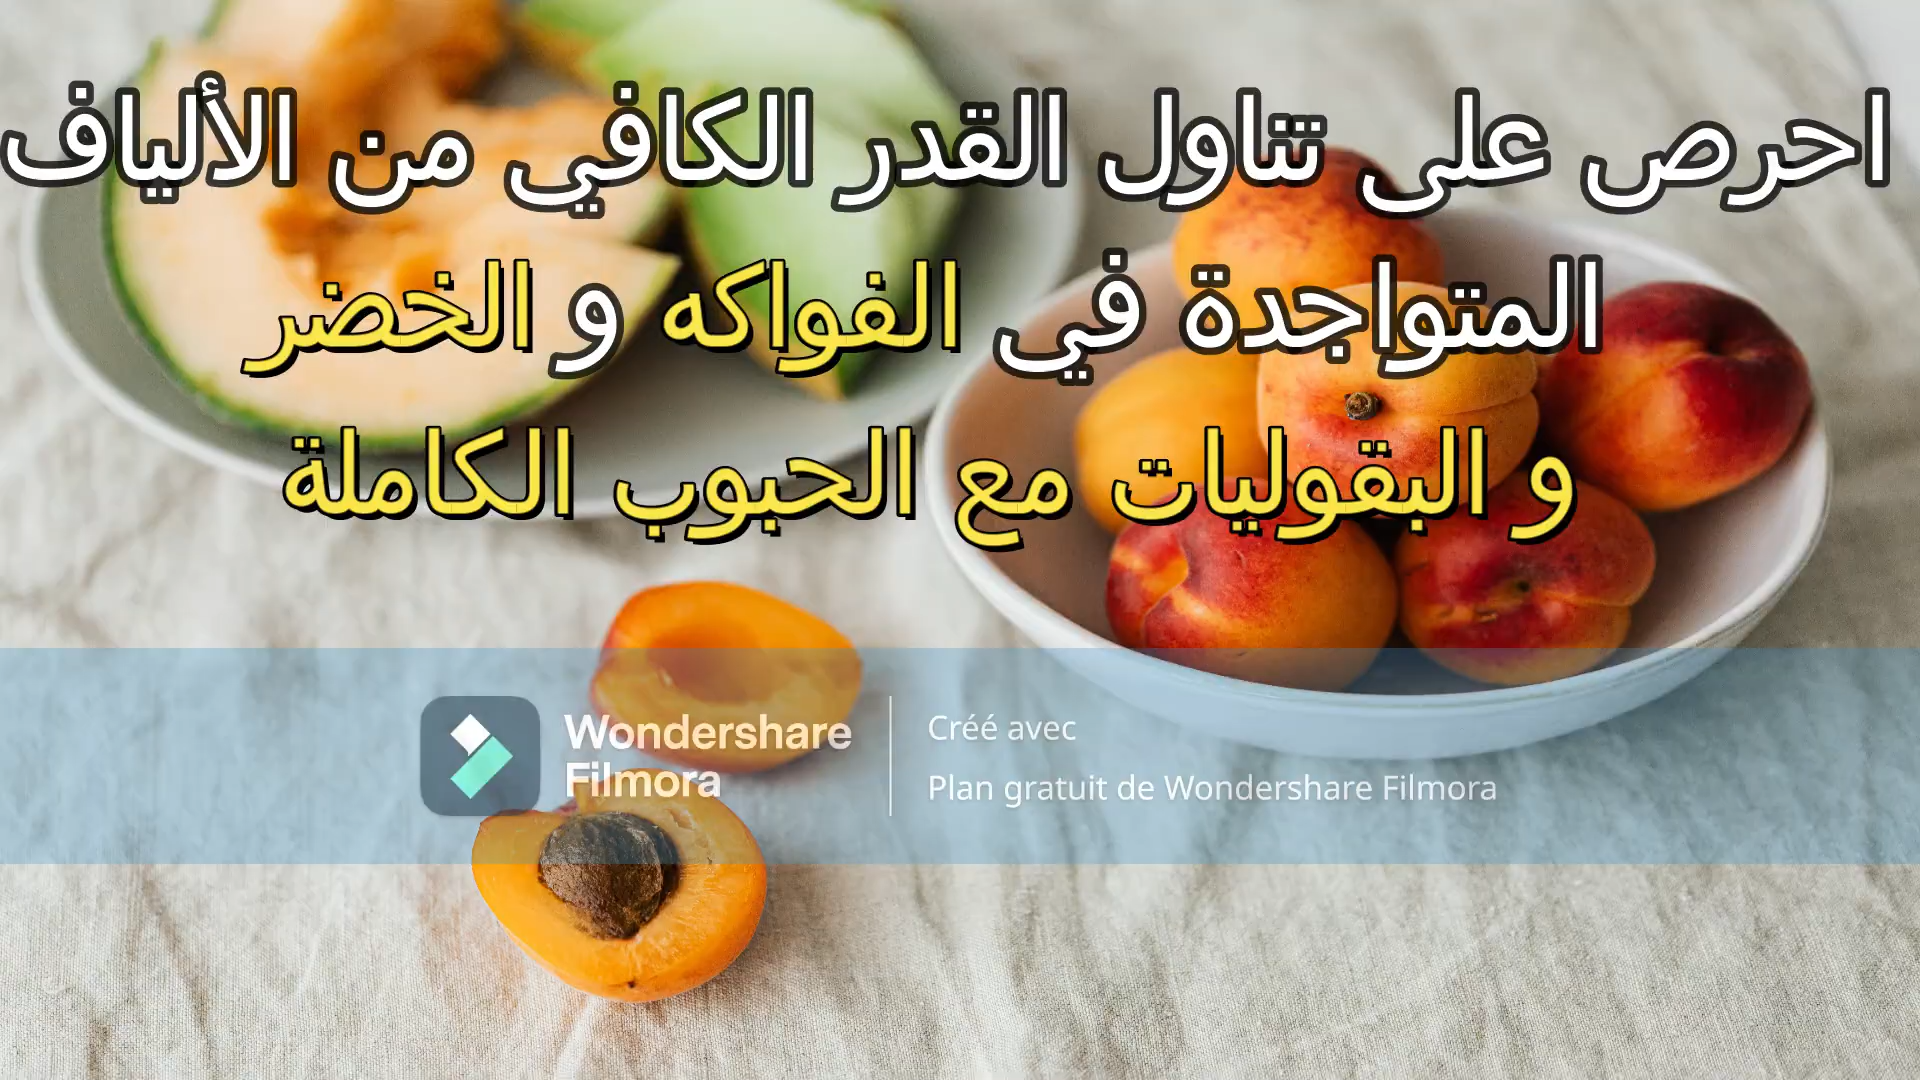 احرص على تناول القدر الكافي من الألياف
المتواجدة في الفواكه و الخضر
و البقوليات مع الحبوب الكاملة
Wondershare
Filmora
Créé avec
Plan gratuit de Wondershare Filmora